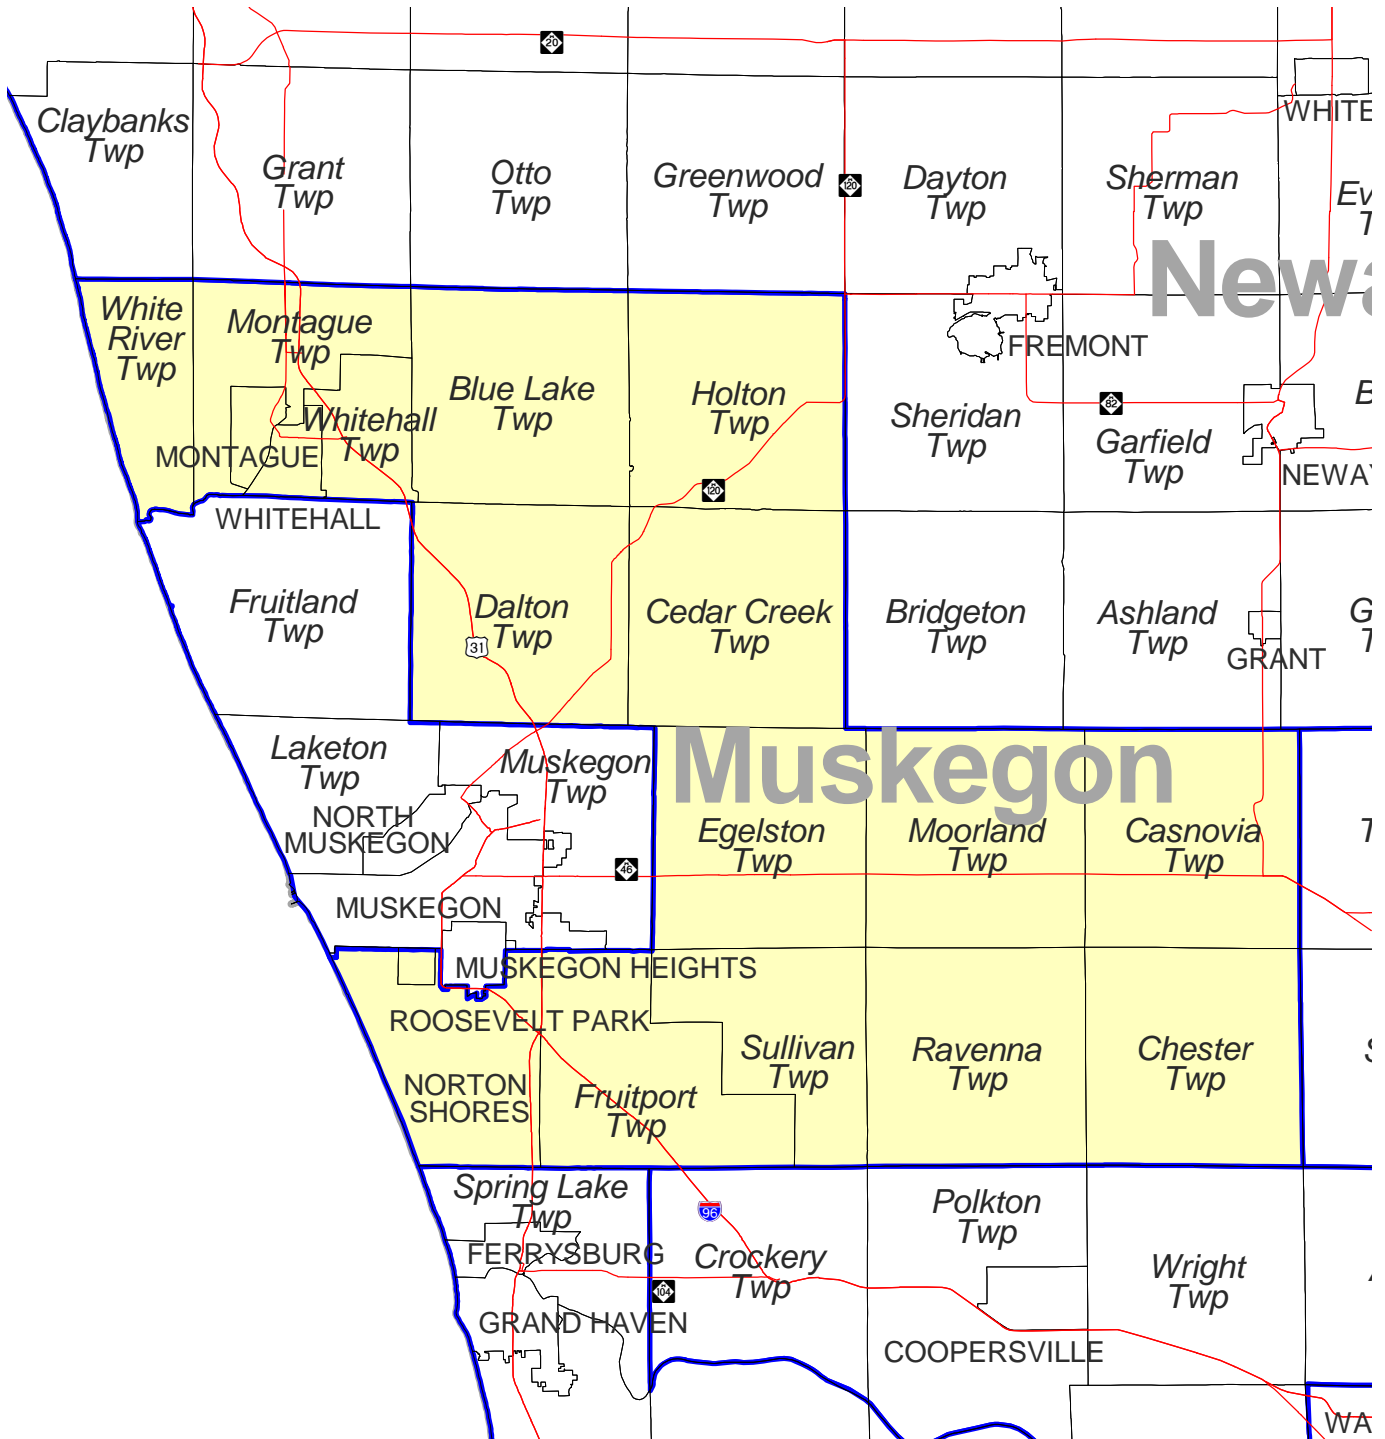 M 20
WHITE
Claybanks
Twp
Grant
Twp
Otto
Twp
Greenwood
Twp
M 120
Dayton
Twp
Sherman
Twp
Ev
T
Newa
White
River
Twp
Montague
Twp
FREMONT
Blue Lake
Twp
Holton
Twp
B
Whitehall
Twp
Sheridan
Twp
M 82
Garfield
Twp
MONTAGUE
NEWAY
M 120
WHITEHALL
Fruitland
Twp
Dalton
Twp
31
Cedar Creek
Twp
Bridgeton
Twp
Ashland
Twp
G
T
GRANT
Laketon
Twp
Muskegon
Twp
Muskegon
NORTH
MUSKEGON
Egelston
Twp
Moorland
Twp
Casnovia
Twp
T
M 46
MUSKEGON
MUSKEGON HEIGHTS
ROOSEVELT PARK
Sullivan
Twp
Ravenna
Twp
Chester
Twp
S
NORTON
SHORES
Fruitport
Twp
Spring Lake
Twp
96
Polkton
Twp
FERRYSBURG
Crockery
Twp
Wright
Twp
M 104
GRAND HAVEN
COOPERSVILLE
WA